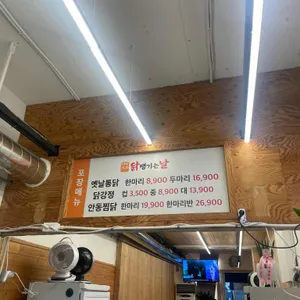 닭땡기는날
포장메뉴
옛날통닭 한마리 8,900 두마리 16,900
닭강정 컵 3,500 중 8,900 대 13,900
안동찜닭 한마리 19,900 한마리반 26,900